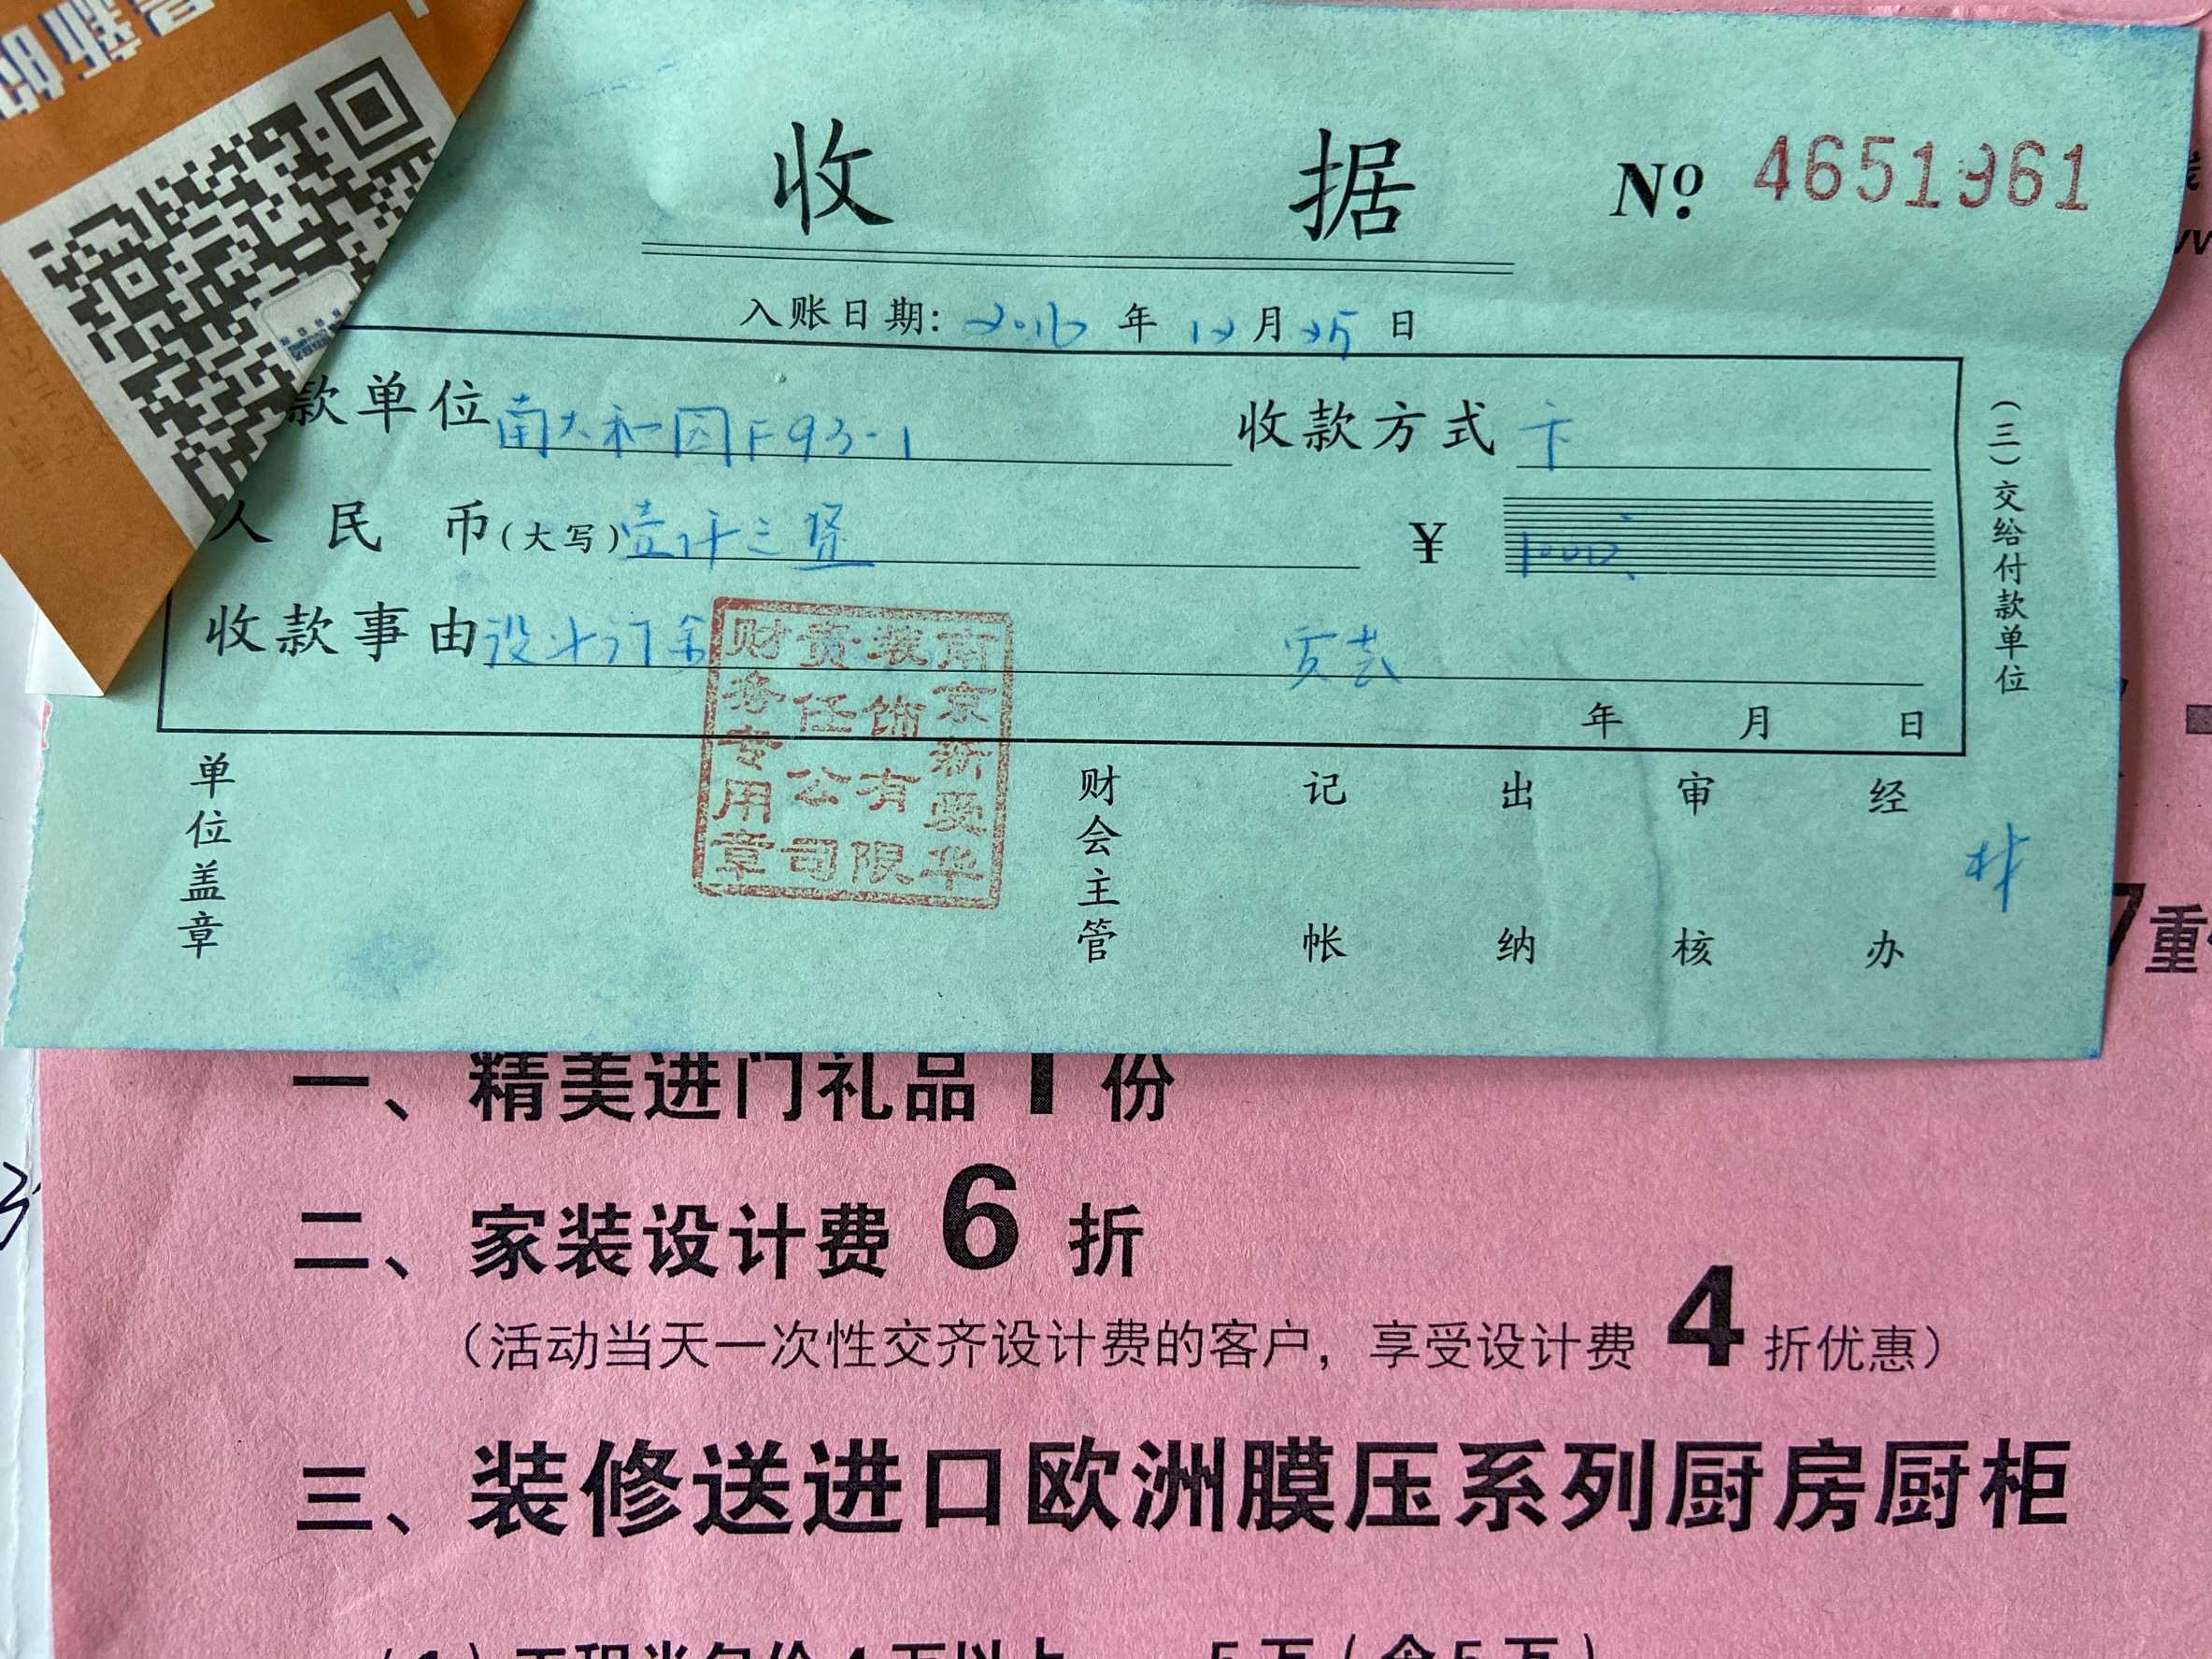 收据 No. 4651961
入账日期: 2016 年 12 月 25 日
款单位 南大和园F93-1 收款方式 卡
人民币(大写) 壹仟 ¥ 1000
收款事由 设计订金
年 月 日
(三)交给付款单位
单位盖章 财会主管 记帐 出纳 审核 经办
南京新爱华
装饰有限
责任公司
财务专用章
一、精美进门礼品 1 份
二、家装设计费 6 折
（活动当天一次性交齐设计费的客户，享受设计费 4 折优惠）
三、装修送进口欧洲膜压系列厨房厨柜
7重